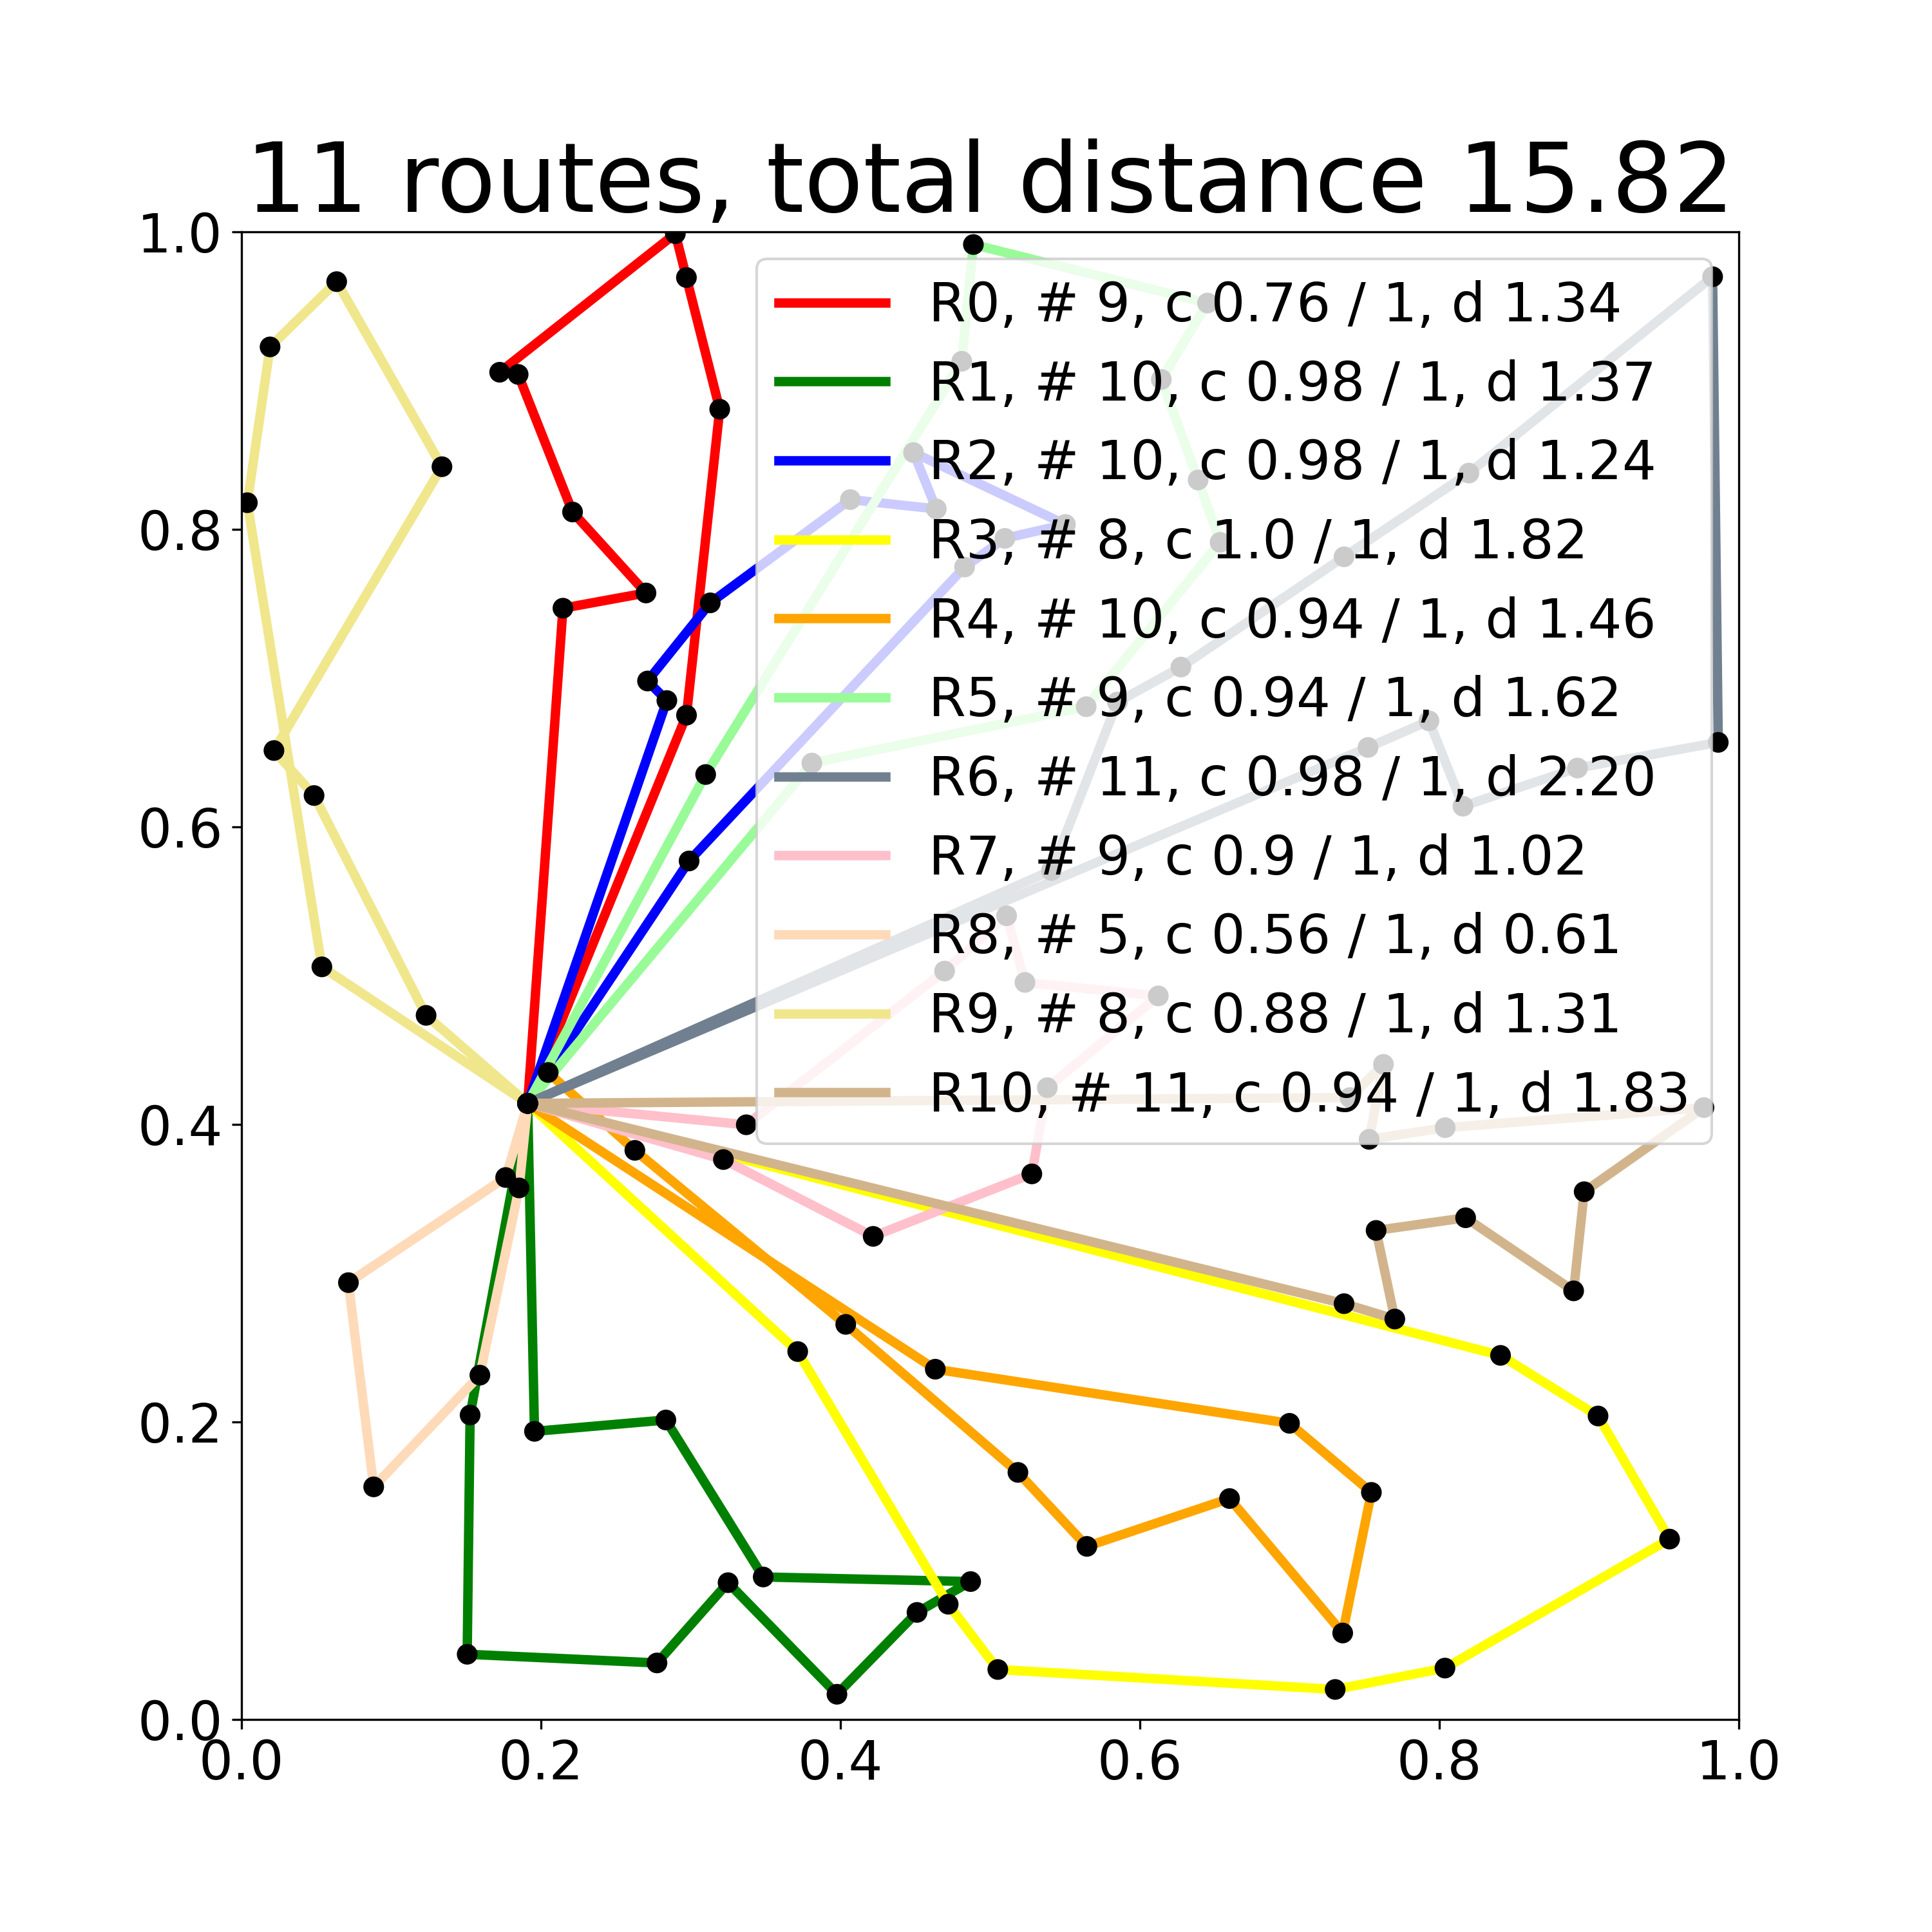 11 routes, total distance 15.82
1.0
0.8
0.6
0.4
0.2
0.0
0.0 0.2 0.4 0.6 0.8 1.0
R0, # 9, c 0.76 / 1, d 1.34
R1, # 10, c 0.98 / 1, d 1.37
R2, # 10, c 0.98 / 1, d 1.24
R3, # 8, c 1.0 / 1, d 1.82
R4, # 10, c 0.94 / 1, d 1.46
R5, # 9, c 0.94 / 1, d 1.62
R6, # 11, c 0.98 / 1, d 2.20
R7, # 9, c 0.9 / 1, d 1.02
R8, # 5, c 0.56 / 1, d 0.61
R9, # 8, c 0.88 / 1, d 1.31
R10, # 11, c 0.94 / 1, d 1.83